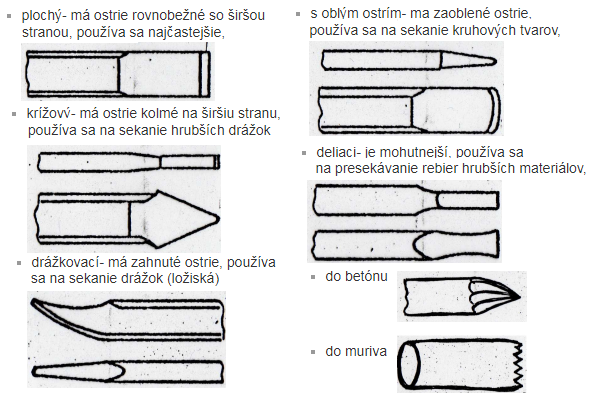 plochý- má ostrie rovnobežné so širšou
stranou, používa sa najčastejšie,
krížový- má ostrie kolmé na širšiu stranu,
používa sa na sekanie hrubších drážok
drážkovací- má zahnuté ostrie, používa
sa na sekanie drážok (ložiská)
s oblým ostrím- ma zaoblené ostrie,
používa sa na sekanie kruhových tvarov,
deliaci- je mohutnejší, používa sa
na presekávanie rebier hrubších materiálov,
do betónu
do muriva